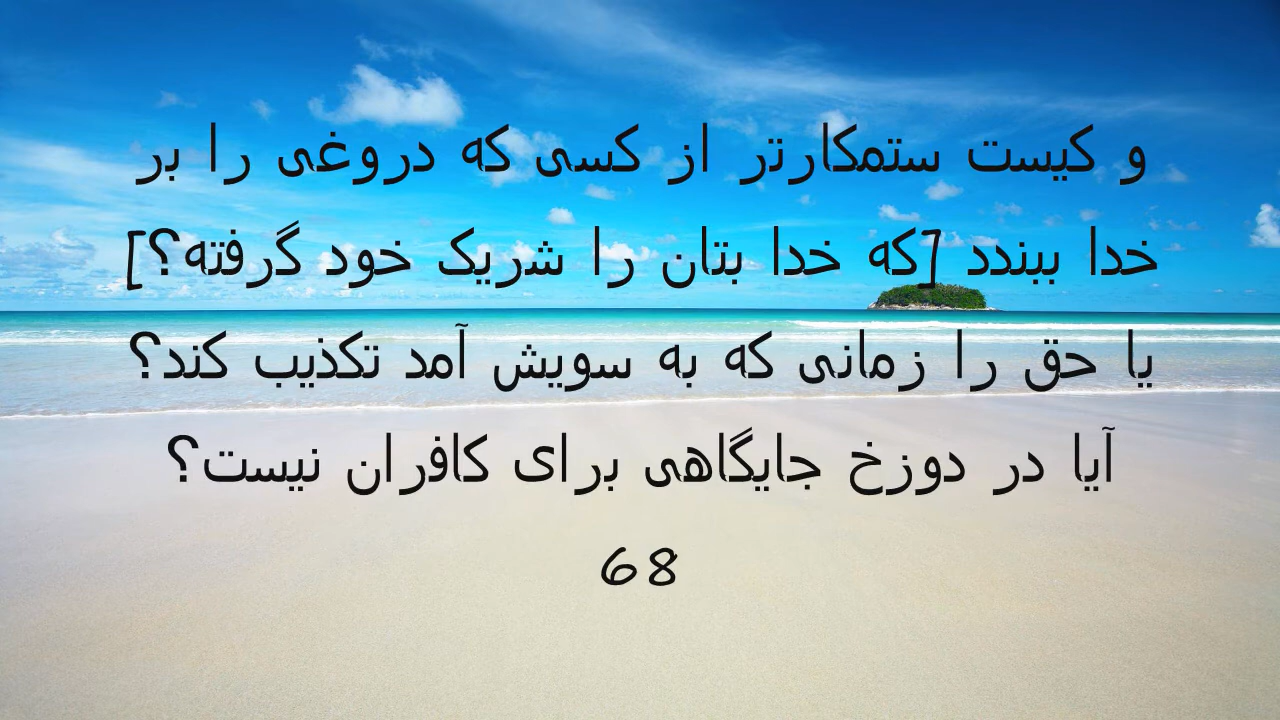 و کیست ستمکارتر از کسی که دروغی را بر
خدا ببندد [که خدا بتان را شریک خود گرفته؟]
یا حق را زمانی که به سویش آمد تکذیب کند؟
آیا در دوزخ جایگاهی برای کافران نیست؟
68